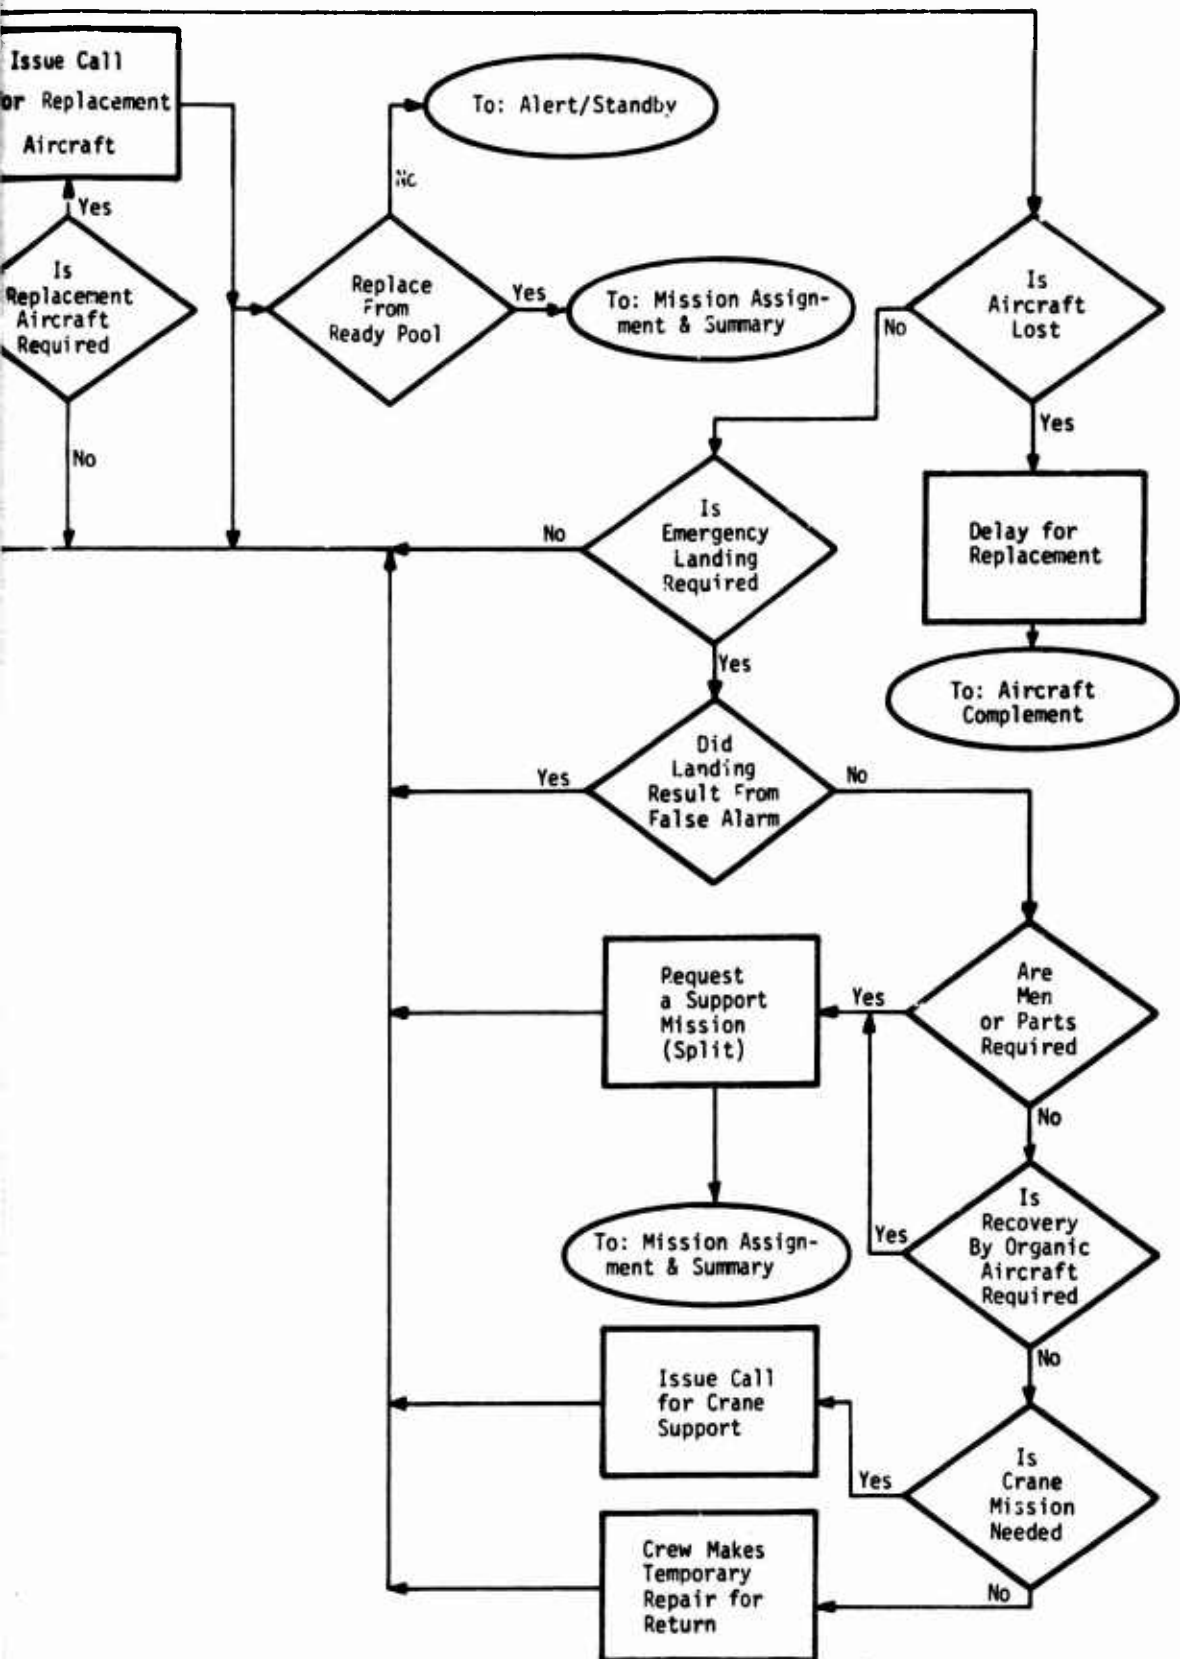 Issue Call
or Replacement
Aircraft
Yes
Is
Replacement
Aircraft
Required
No
To: Alert/Standby
No
Replace
From
Ready Pool
Yes
To: Mission Assign-
ment & Summary
Is
Aircraft
Lost
No
Yes
Delay for
Replacement
To: Aircraft
Complement
Is
Emergency
Landing
Required
No
Yes
Did
Landing
Result From
False Alarm
Yes
No
Are
Men
or Parts
Required
Yes
No
Request
a Support
Mission
(Split)
To: Mission Assign-
ment & Summary
Is
Recovery
By Organic
Aircraft
Required
Yes
No
Issue Call
for Crane
Support
Is
Crane
Mission
Needed
Yes
No
Crew Makes
Temporary
Repair for
Return